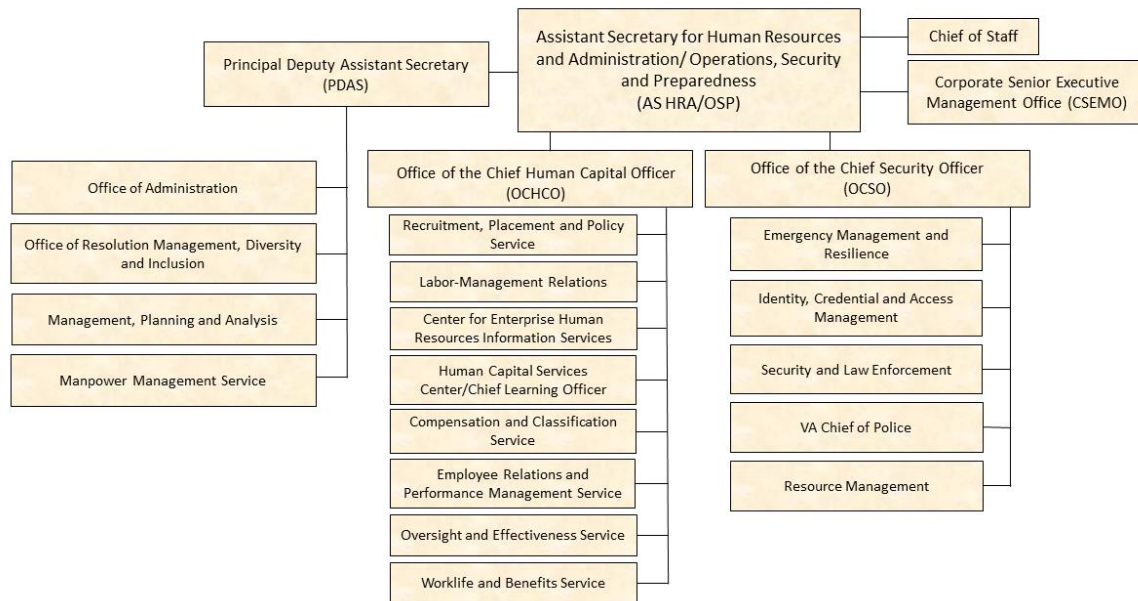 Assistant Secretary for Human Resources
and Administration/ Operations, Security
and Preparedness
(AS HRA/OSP)
Chief of Staff
Corporate Senior Executive
Management Office (CSEMO)
Principal Deputy Assistant Secretary
(PDAS)
Office of Administration
Office of Resolution Management, Diversity
and Inclusion
Management, Planning and Analysis
Manpower Management Service
Office of the Chief Human Capital Officer
(OCHCO)
Recruitment, Placement and Policy
Service
Labor-Management Relations
Center for Enterprise Human
Resources Information Services
Human Capital Services
Center/Chief Learning Officer
Compensation and Classification
Service
Employee Relations and
Performance Management Service
Oversight and Effectiveness Service
Worklife and Benefits Service
Office of the Chief Security Officer
(OCSO)
Emergency Management and
Resilience
Identity, Credential and Access
Management
Security and Law Enforcement
VA Chief of Police
Resource Management